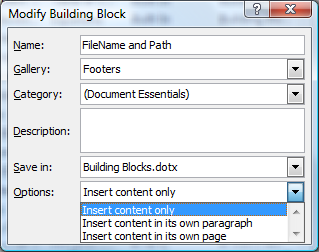 Modify Building Block
Name: FileName and Path
Gallery: Footers
Category: (Document Essentials)
Description:
Save in: Building Blocks.dotx
Options: Insert content only
Insert content only
Insert content in its own paragraph
Insert content in its own page